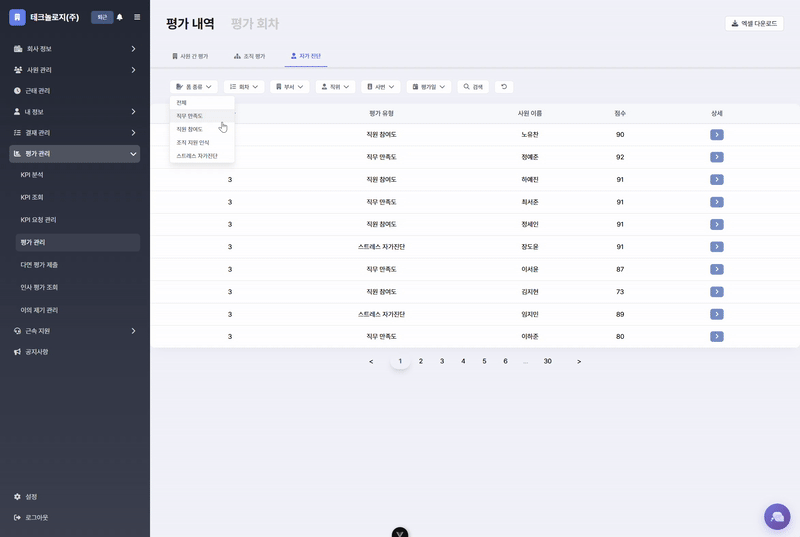 테크놀로지(주)
퇴근
회사 정보
사원 관리
근태 관리
내 정보
결재 관리
평가 관리
KPI 분석
KPI 조회
KPI 요청 관리
평가 관리
다면 평가 제출
인사 평가 조회
이의 제기 관리
근속 지원
공지사항
설정
로그아웃
평가 내역 평가 회차
엑셀 다운로드
사원 간 평가 조직 평가 자가 진단
폼 종류 회차 부서 직위 사번 평가일 검색
전체
직무 만족도
직원 참여도
조직 지원 인식
스트레스 자가진단
평가 유형 사원 이름 점수 상세
직원 참여도 노유찬 90
직무 만족도 정예준 92
3 직원 참여도 하예진 91
3 직무 만족도 최서준 91
3 직원 참여도 정세인 91
3 스트레스 자가진단 장도윤 91
3 직무 만족도 이서윤 87
3 직원 참여도 김지현 73
3 스트레스 자가진단 임지민 89
3 직무 만족도 이하준 80
< 1 2 3 4 5 6 ... 30 >